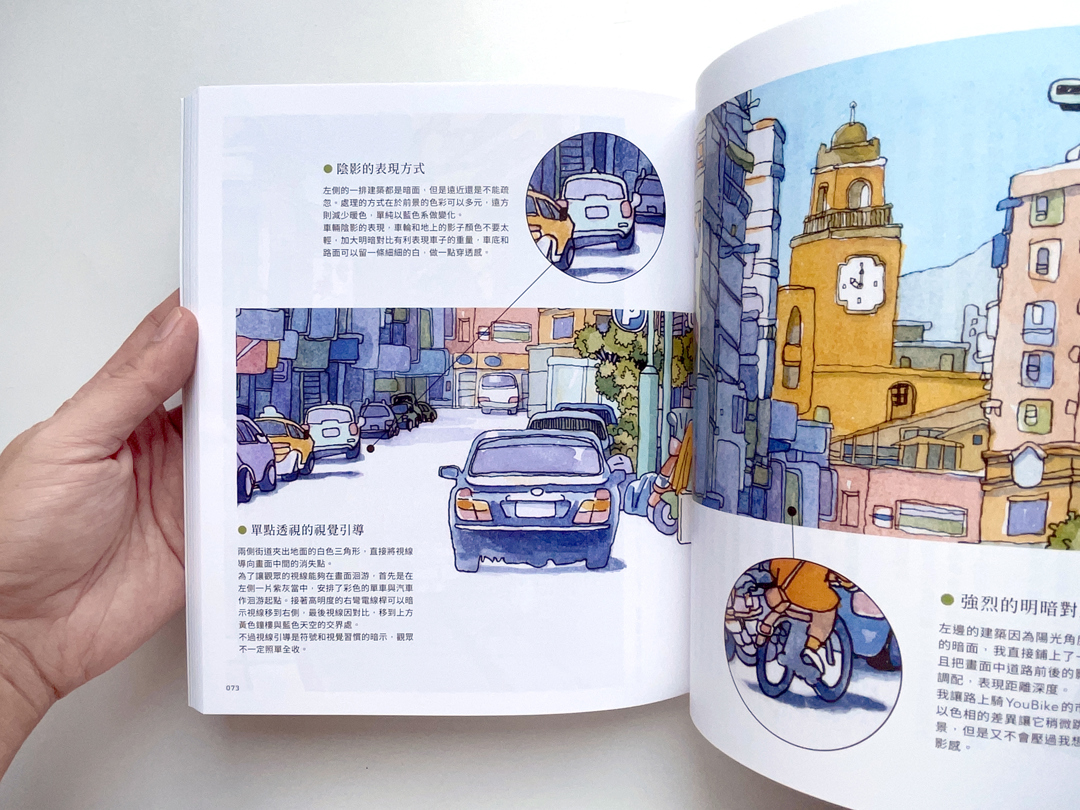 陰影的表現方式
左側的一排建築都是暗面，但是遠近還是不能疏
忽。處理的方式在於前景的色彩可以多元，遠方
則減少暖色，單純以藍色系做變化。
車輛陰影的表現，車輪和地上的影子顏色不要太
輕，加大明暗對比有利表現車子的重量，車底和
路面可以留一條細細的白，做一點穿透感。
P
單點透視的視覺引導
兩側街道夾出地面的白色三角形，直接將視線
導向畫面中間的消失點。
為了讓觀眾的視線能夠在畫面洄游，首先是在
左側一片紫灰當中，安排了彩色的單車與汽車
作洄游起點。接著高明度的右彎電線桿可以暗
示視線移到右側，最後視線因對比，移到上方
黃色鐘樓與藍色天空的交界處。
不過視線引導是符號和視覺習慣的暗示，觀眾
不一定照單全收。
073
強烈的明暗對
左邊的建築因為陽光角
的暗面，我直接鋪上了
且把畫面中道路前後的
調配，表現距離深度。
我讓路上騎YouBike的
以色相的差異讓它稍微
景，但是又不會壓過我想
影感。